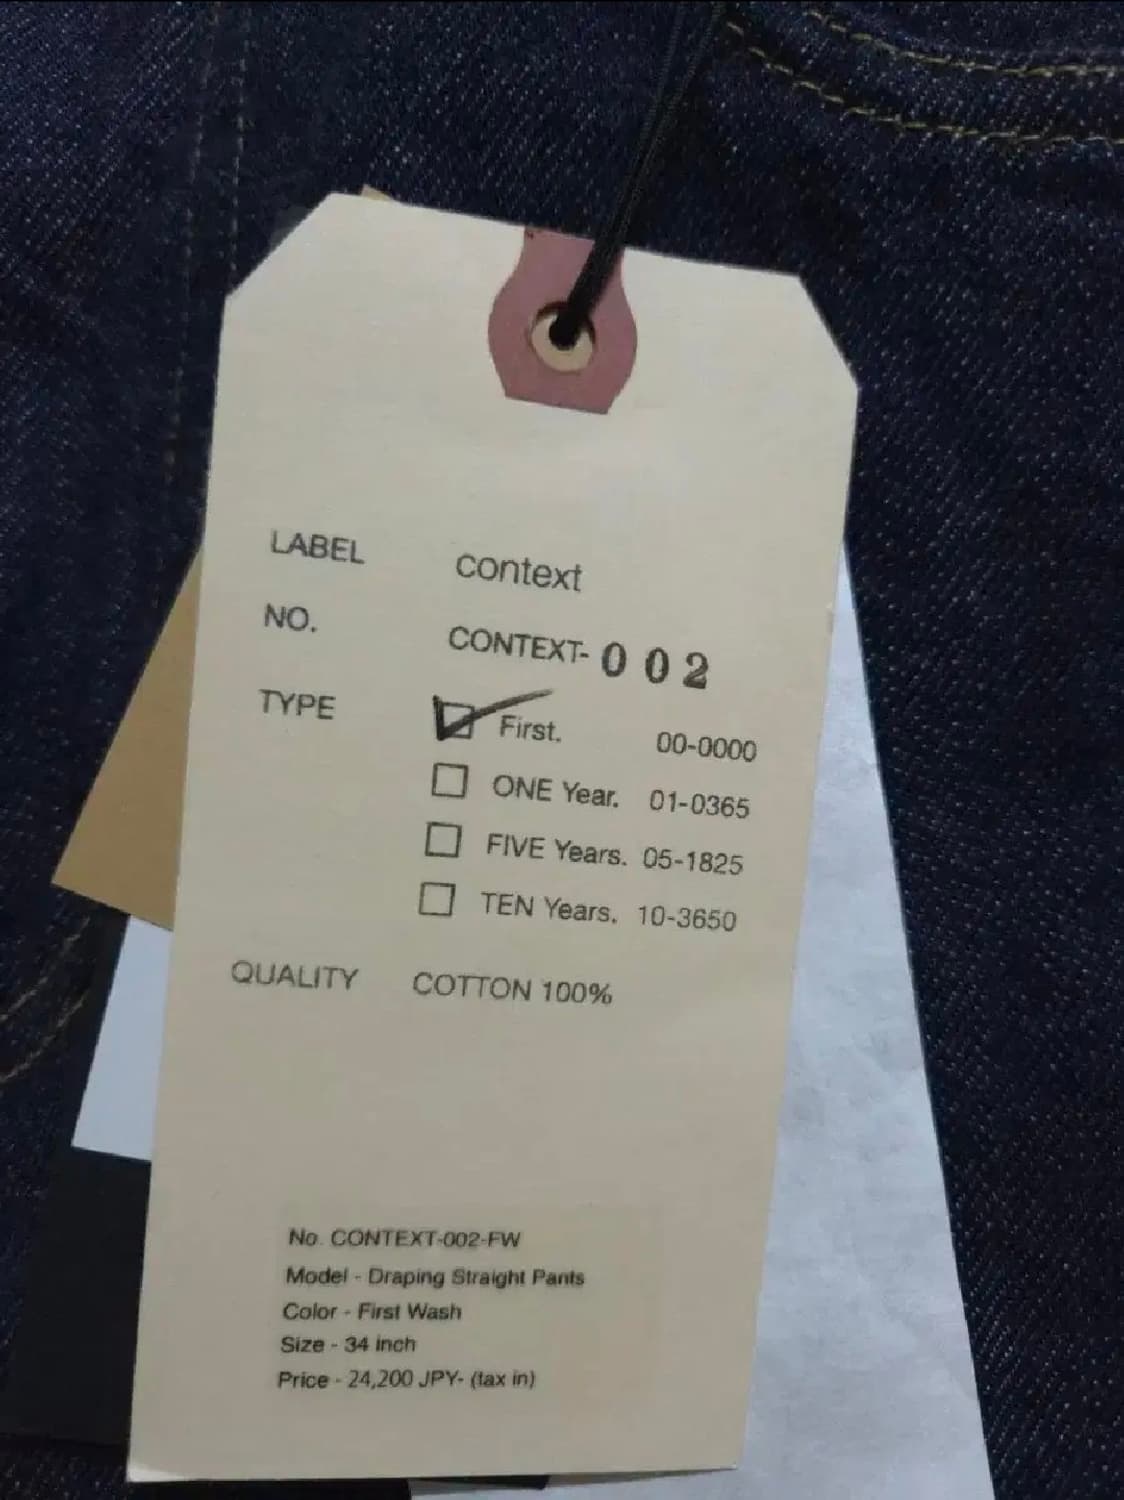 LABEL context
NO. CONTEXT- 0 0 2
TYPE First. 00-0000
ONE Year. 01-0365
FIVE Years. 05-1825
TEN Years. 10-3650
QUALITY COTTON 100%
No. CONTEXT-002-FW
Model - Draping Straight Pants
Color - First Wash
Size - 34 inch
Price - 24,200 JPY- (tax in)